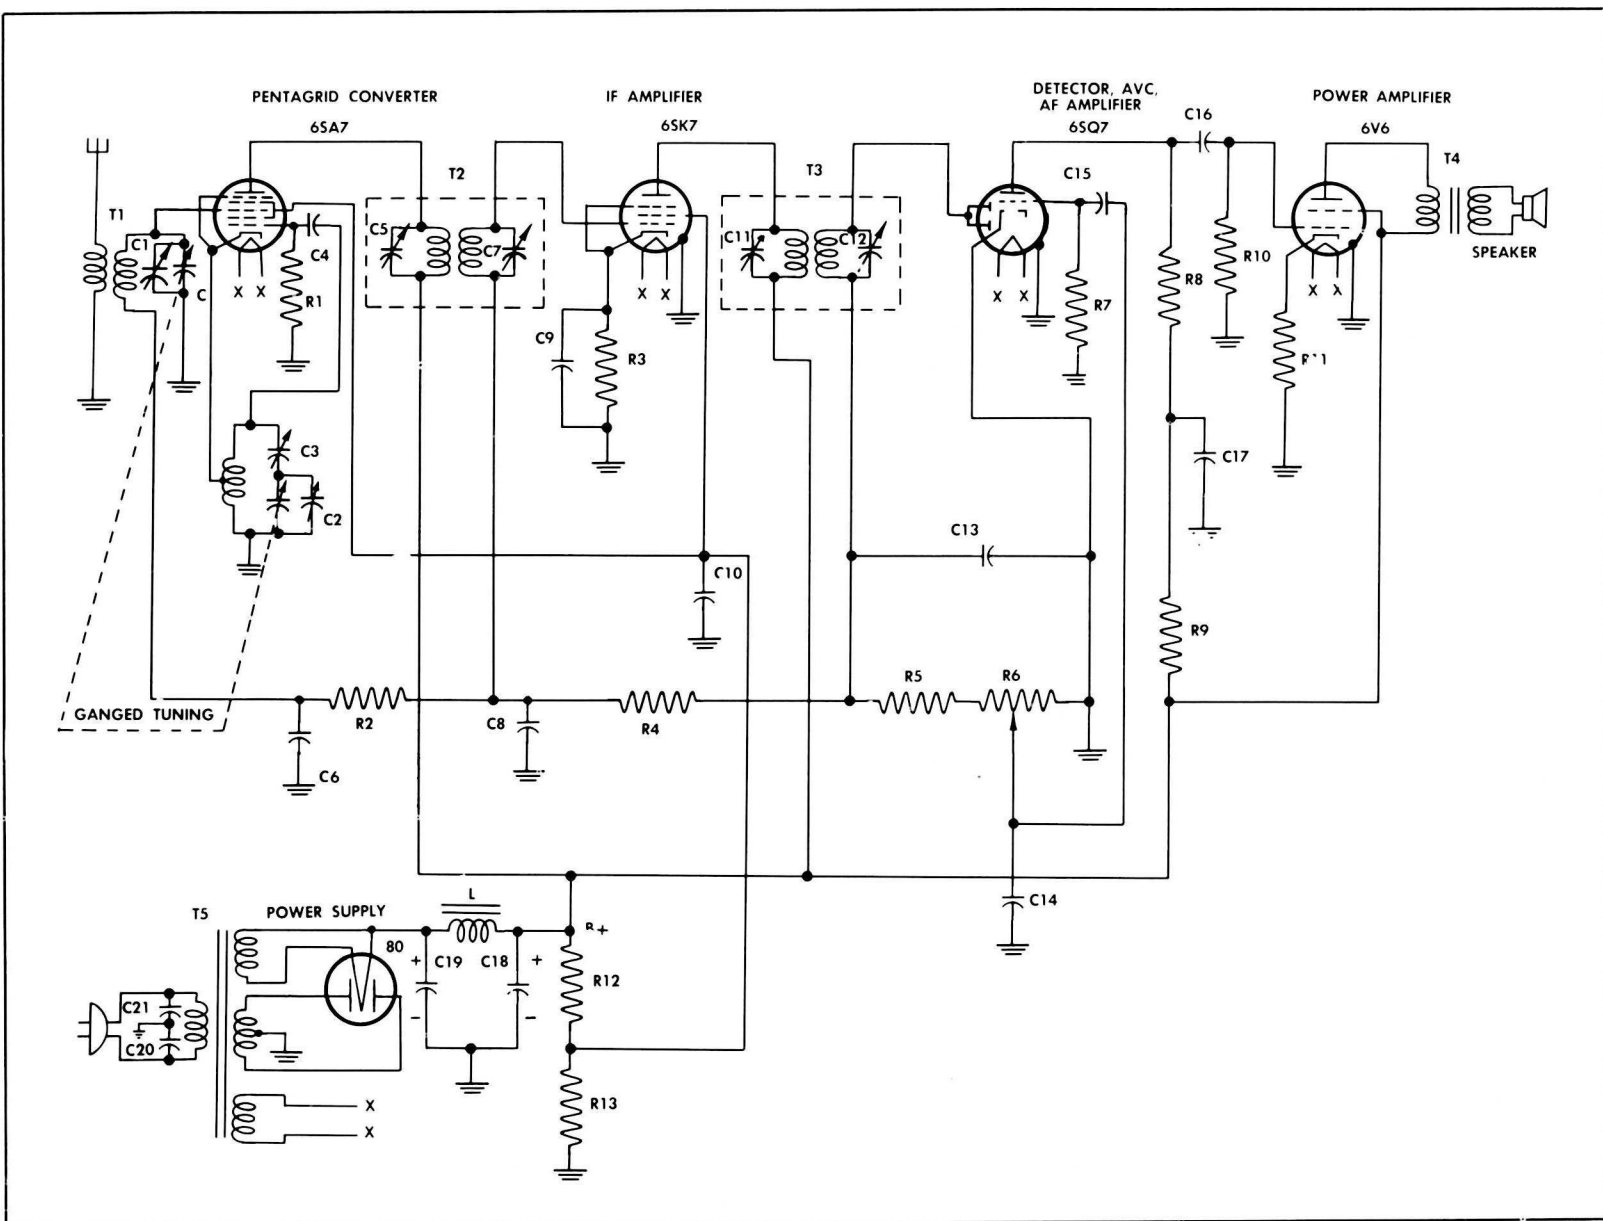 PENTAGRID CONVERTER
6SA7
IF AMPLIFIER
6SK7
DETECTOR, AVC,
AF AMPLIFIER
6SQ7
POWER AMPLIFIER
6V6
T1
C1
C
C4
R1
C3
C2
T2
C5
C7
C9
R3
T3
C11
C12
C15
R7
C16
R8
R10
R11
T4
SPEAKER
C17
C13
C10
R9
X X
X X
X X
X X
GANGED TUNING
R2
C8
R4
R5
R6
C6
C14
T5
POWER SUPPLY
80
L
+
C19
C18
+
B+
-
-
R12
R13
C21
C20
X
X